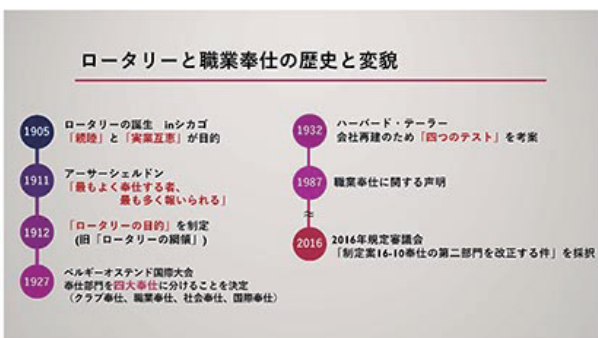 ロータリーと職業奉仕の歴史と変貌
1905
ロータリーの誕生 inシカゴ
「親睦」と「実業互恵」が目的
1911
アーサーシェルドン
「最もよく奉仕する者、
最も多く報いられる」
1912
「ロータリーの目的」を制定
(旧「ロータリーの綱領」)
1927
ベルギーオステンド国際大会
奉仕部門を四大奉仕に分けることを決定
(クラブ奉仕、職業奉仕、社会奉仕、国際奉仕)
1932
ハーバード・テーラー
会社再建のため「四つのテスト」を考案
1987
職業奉仕に関する声明
2016
2016年規定審議会
「制定案16-10奉仕の第二部門を改正する件」を採択